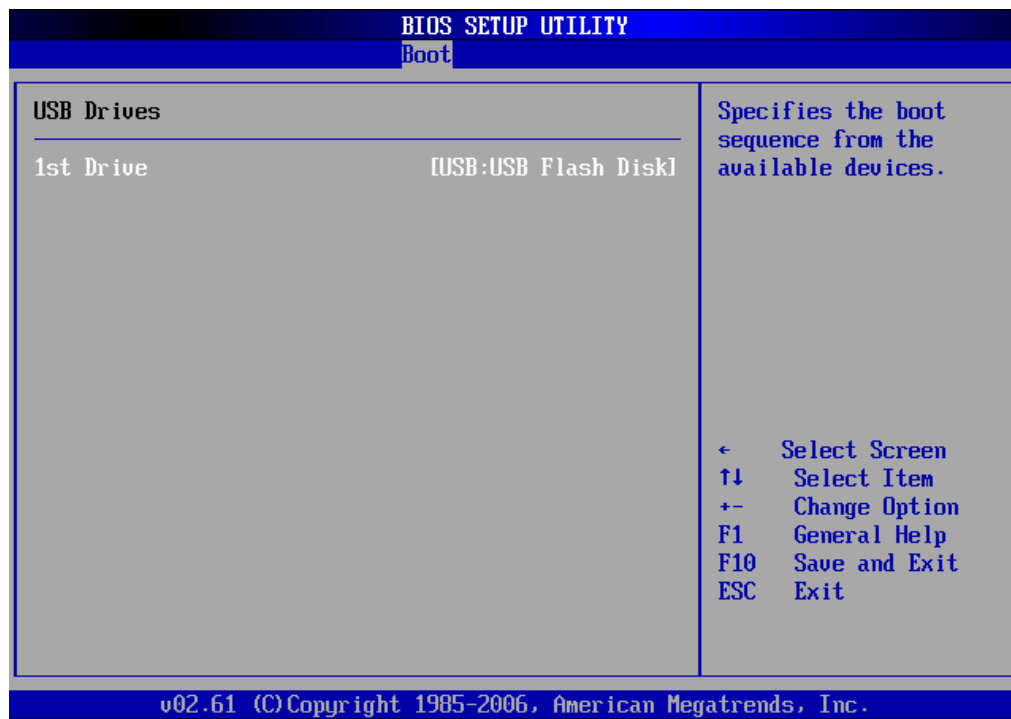 BIOS SETUP UTILITY
Boot
USB Drives
1st Drive [USB:USB Flash Disk]
Specifies the boot
sequence from the
available devices.
← Select Screen
↑↓ Select Item
+- Change Option
F1 General Help
F10 Save and Exit
ESC Exit
v02.61 (C)Copyright 1985-2006, American Megatrends, Inc.